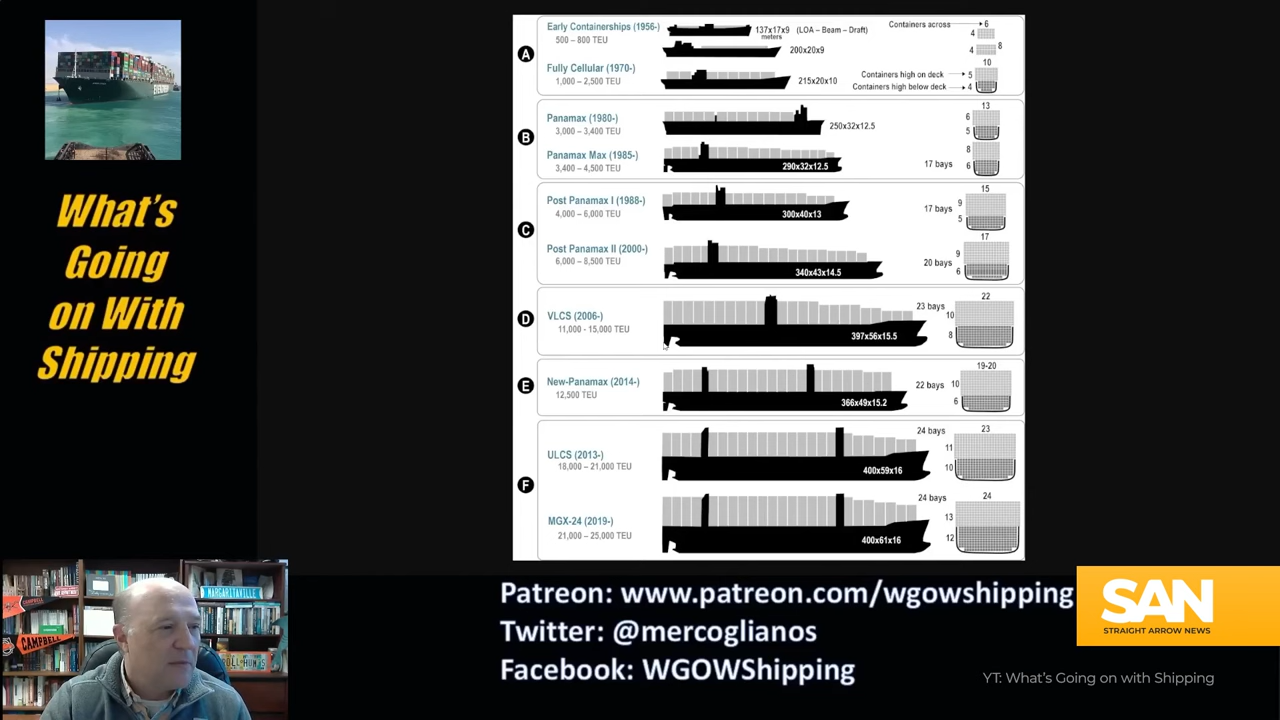 What's
Going
on With
Shipping
A
Early Containerships (1956-)
500 – 800 TEU
137x17x9 (LOA – Beam – Draft)
meters
200x20x9
Containers across
6
4
4
8
Fully Cellular (1970-)
1,000 – 2,500 TEU
215x20x10
10
Containers high on deck
5
Containers high below deck
4
B
Panamax (1980-)
3,000 – 3,400 TEU
250x32x12.5
13
6
5
Panamax Max (1985-)
3,400 – 4,500 TEU
290x32x12.5
17 bays
8
6
C
Post Panamax I (1988-)
4,000 – 6,000 TEU
300x40x13
17 bays
15
9
5
Post Panamax II (2000-)
6,000 – 8,500 TEU
340x43x14.5
20 bays
17
9
6
D
VLCS (2006-)
11,000 - 15,000 TEU
397x56x15.5
23 bays
22
10
8
E
New-Panamax (2014-)
12,500 TEU
366x49x15.2
22 bays
19-20
10
6
F
ULCS (2013-)
18,000 – 21,000 TEU
400x59x16
24 bays
23
11
10
MGX-24 (2019-)
21,000 – 25,000 TEU
400x61x16
24 bays
24
13
12
MARGARITAVILLE
CAMPBELL
Patreon: www.patreon.com/wgowshipping
Twitter: @mercoglianos
Facebook: WGOWShipping
SAN
STRAIGHT ARROW NEWS
YT: What's Going on with Shipping